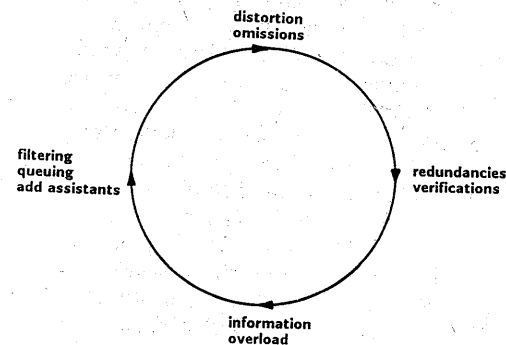 distortion
omissions
filtering
queuing
add assistants
redundancies
verifications
information
overload